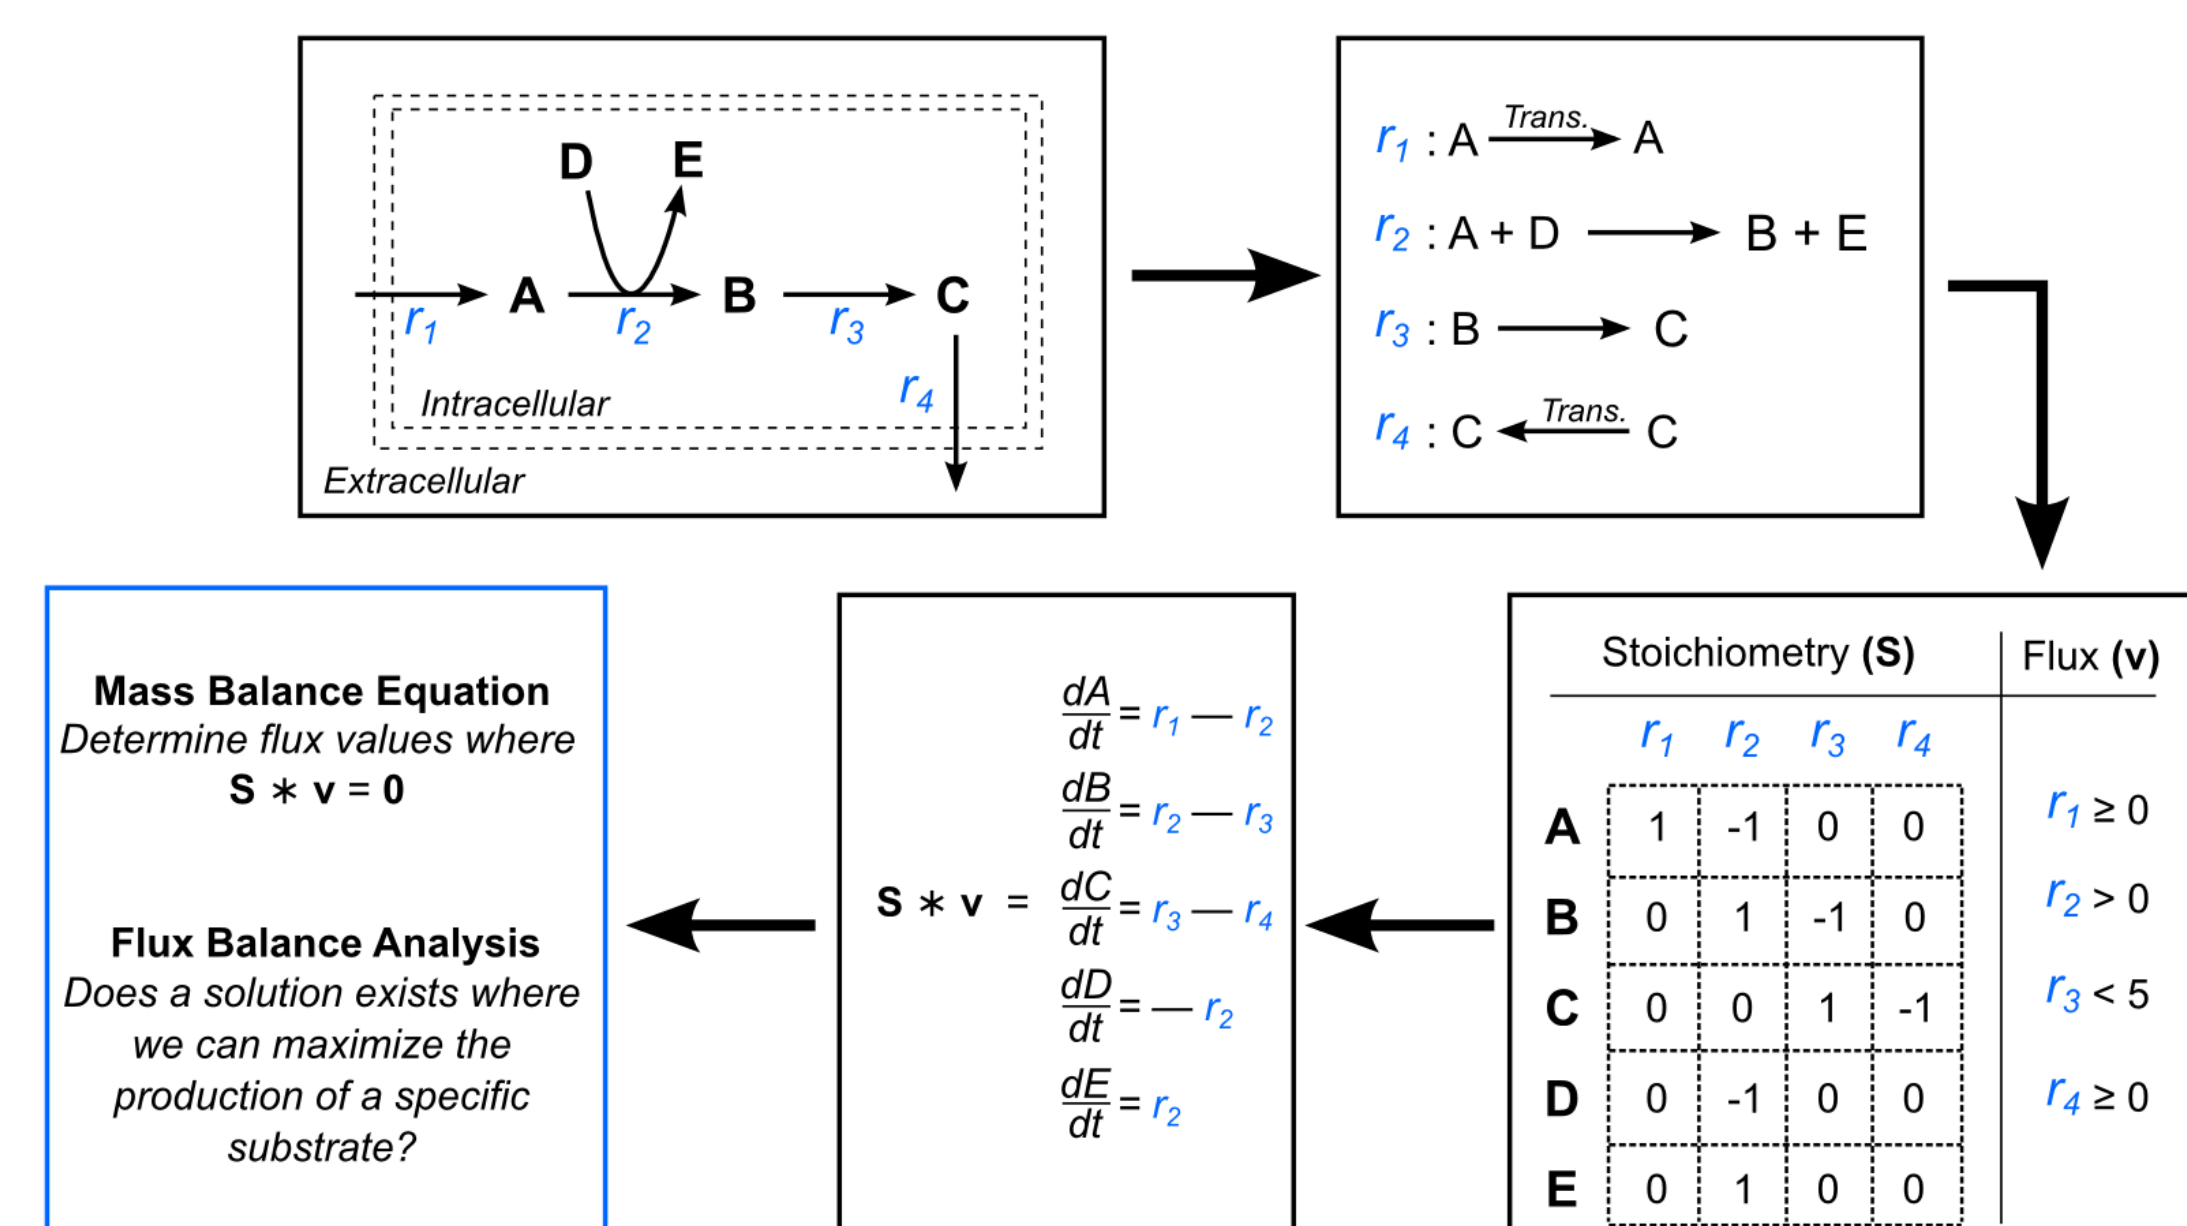 D E
A B C
r1 r2 r3
r4
Intracellular
Extracellular
r1 : A Trans. A
r2 : A + D B + E
r3 : B C
r4 : C Trans. C
Mass Balance Equation
Determine flux values where
S ∗ v = 0
Flux Balance Analysis
Does a solution exists where
we can maximize the
production of a specific
substrate?
S ∗ v =
dA/dt = r1 — r2
dB/dt = r2 — r3
dC/dt = r3 — r4
dD/dt = — r2
dE/dt = r2
Stoichiometry (S) Flux (v)
r1 r2 r3 r4
A 1 -1 0 0 r1 ≥ 0
B 0 1 -1 0 r2 > 0
C 0 0 1 -1 r3 < 5
D 0 -1 0 0 r4 ≥ 0
E 0 1 0 0